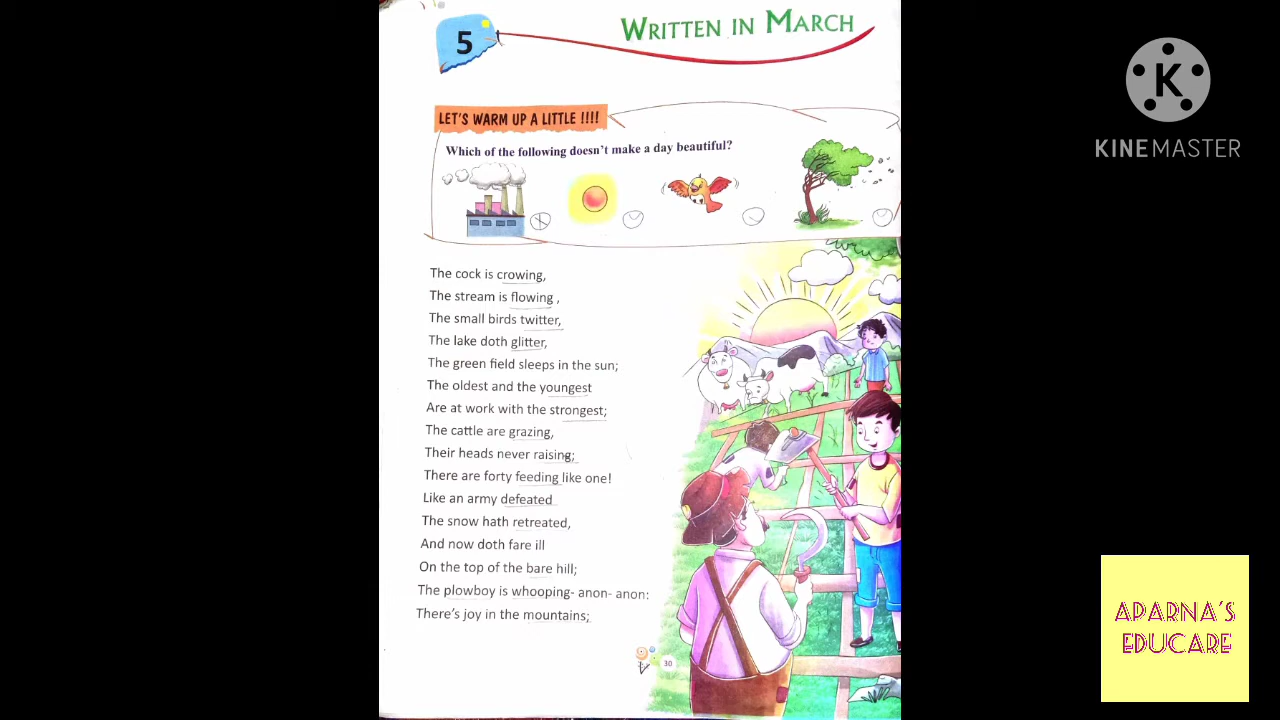 5
WRITTEN IN MARCH
LET'S WARM UP A LITTLE !!!!
Which of the following doesn't make a day beautiful?
The cock is crowing,
The stream is flowing ,
The small birds twitter,
The lake doth glitter,
The green field sleeps in the sun;
The oldest and the youngest
Are at work with the strongest;
The cattle are grazing,
Their heads never raising;
There are forty feeding like one!
Like an army defeated
The snow hath retreated,
And now doth fare ill
On the top of the bare hill;
The plowboy is whooping- anon- anon:
There's joy in the mountains;
30
K
KINEMASTER
APARNA'S
EDUCARE